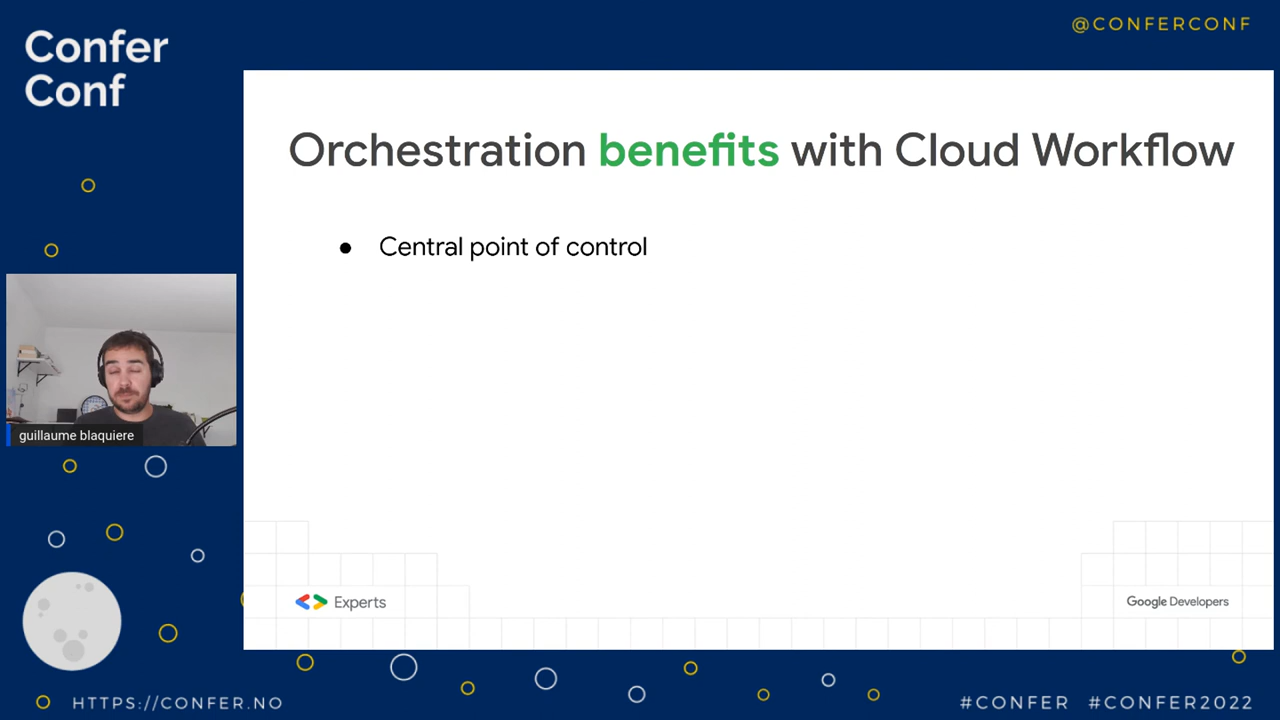 Confer
Conf
@CONFERCONF
Orchestration benefits with Cloud Workflow
● Central point of control
guillaume blaquiere
Experts
Google Developers
HTTPS://CONFER.NO
#CONFER #CONFER2022